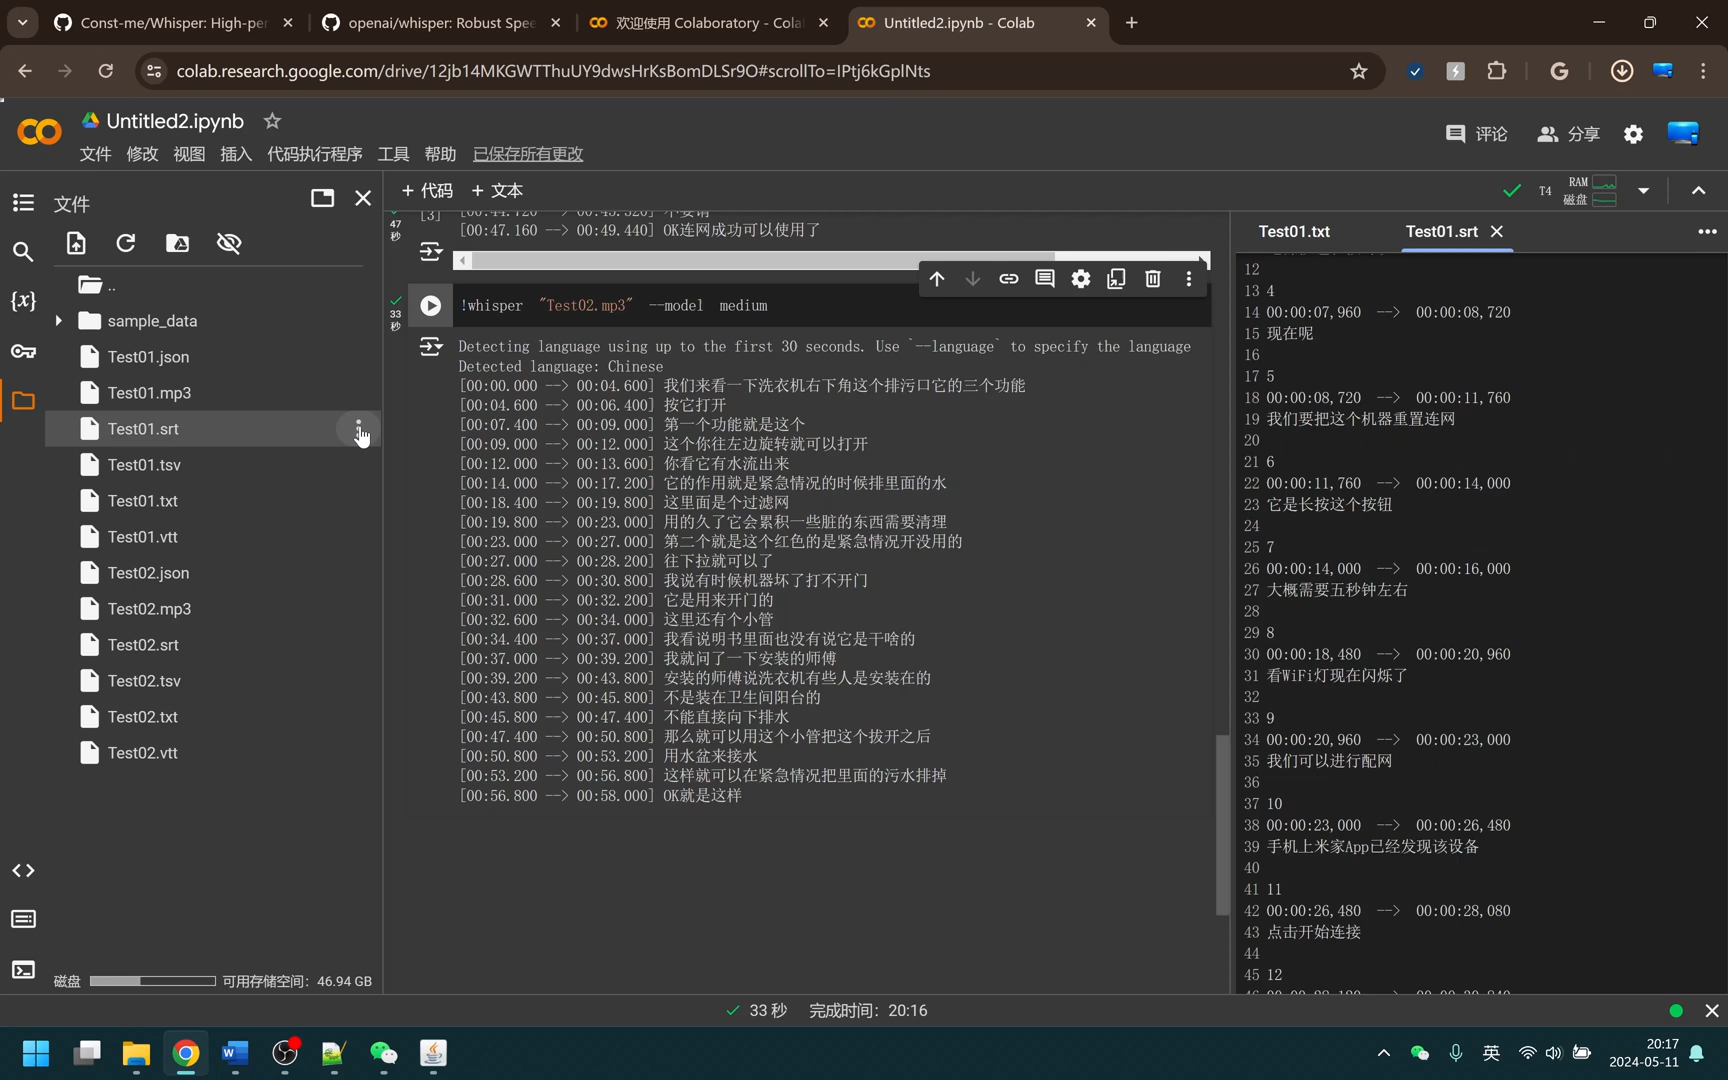 Const-me/Whisper: High-per
openai/whisper: Robust Spee
欢迎使用 Colaboratory - Cola
Untitled2.ipynb - Colab
colab.research.google.com/drive/12jb14MKGWTThuUY9dwsHrKsBomDLSr9O#scrollTo=IPtj6kGplNts
Untitled2.ipynb
评论
分享
文件 修改 视图 插入 代码执行程序 工具 帮助 已保存所有更改
文件
+ 代码 + 文本
T4
RAM
磁盘
..
sample_data
Test01.json
Test01.mp3
Test01.srt
Test01.tsv
Test01.txt
Test01.vtt
Test02.json
Test02.mp3
Test02.srt
Test02.tsv
Test02.txt
Test02.vtt
磁盘 可用存储空间: 46.94 GB
47
秒
[3]
[00:47.160 --> 00:49.440] OK连网成功可以使用了
33
秒
!whisper "Test02.mp3" --model medium
Detecting language using up to the first 30 seconds. Use `--language` to specify the language
Detected language: Chinese
[00:00.000 --> 00:04.600] 我们来看一下洗衣机右下角这个排污口它的三个功能
[00:04.600 --> 00:06.400] 按它打开
[00:07.400 --> 00:09.000] 第一个功能就是这个
[00:09.000 --> 00:12.000] 这个你往左边旋转就可以打开
[00:12.000 --> 00:13.600] 你看它有水流出来
[00:14.000 --> 00:17.200] 它的作用就是紧急情况的时候排里面的水
[00:18.400 --> 00:19.800] 这里面是个过滤网
[00:19.800 --> 00:23.000] 用的久了它会累积一些脏的东西需要清理
[00:23.000 --> 00:27.000] 第二个就是这个红色的是紧急情况开没用的
[00:27.000 --> 00:28.200] 往下拉就可以了
[00:28.600 --> 00:30.800] 我说有时候机器坏了打不开门
[00:31.000 --> 00:32.200] 它是用来开门的
[00:32.600 --> 00:34.000] 这里还有个小管
[00:34.400 --> 00:37.000] 我看说明书里面也没有说它是干啥的
[00:37.000 --> 00:39.200] 我就问了一下安装的师傅
[00:39.200 --> 00:43.800] 安装的师傅说洗衣机有些人是安装在的
[00:43.800 --> 00:45.800] 不是装在卫生间阳台的
[00:45.800 --> 00:47.400] 不能直接向下排水
[00:47.400 --> 00:50.800] 那么就可以用这个小管把这个拔开之后
[00:50.800 --> 00:53.200] 用水盆来接水
[00:53.200 --> 00:56.800] 这样就可以在紧急情况把里面的污水排掉
[00:56.800 --> 00:58.000] OK就是这样
Test01.txt
Test01.srt
12
13 4
14 00:00:07,960 --> 00:00:08,720
15 现在呢
16
17 5
18 00:00:08,720 --> 00:00:11,760
19 我们要把这个机器重置连网
20
21 6
22 00:00:11,760 --> 00:00:14,000
23 它是长按这个按钮
24
25 7
26 00:00:14,000 --> 00:00:16,000
27 大概需要五秒钟左右
28
29 8
30 00:00:18,480 --> 00:00:20,960
31 看WiFi灯现在闪烁了
32
33 9
34 00:00:20,960 --> 00:00:23,000
35 我们可以进行配网
36
37 10
38 00:00:23,000 --> 00:00:26,480
39 手机上米家App已经发现该设备
40
41 11
42 00:00:26,480 --> 00:00:28,080
43 点击开始连接
44
45 12
33 秒 完成时间: 20:16
英
20:17
2024-05-11